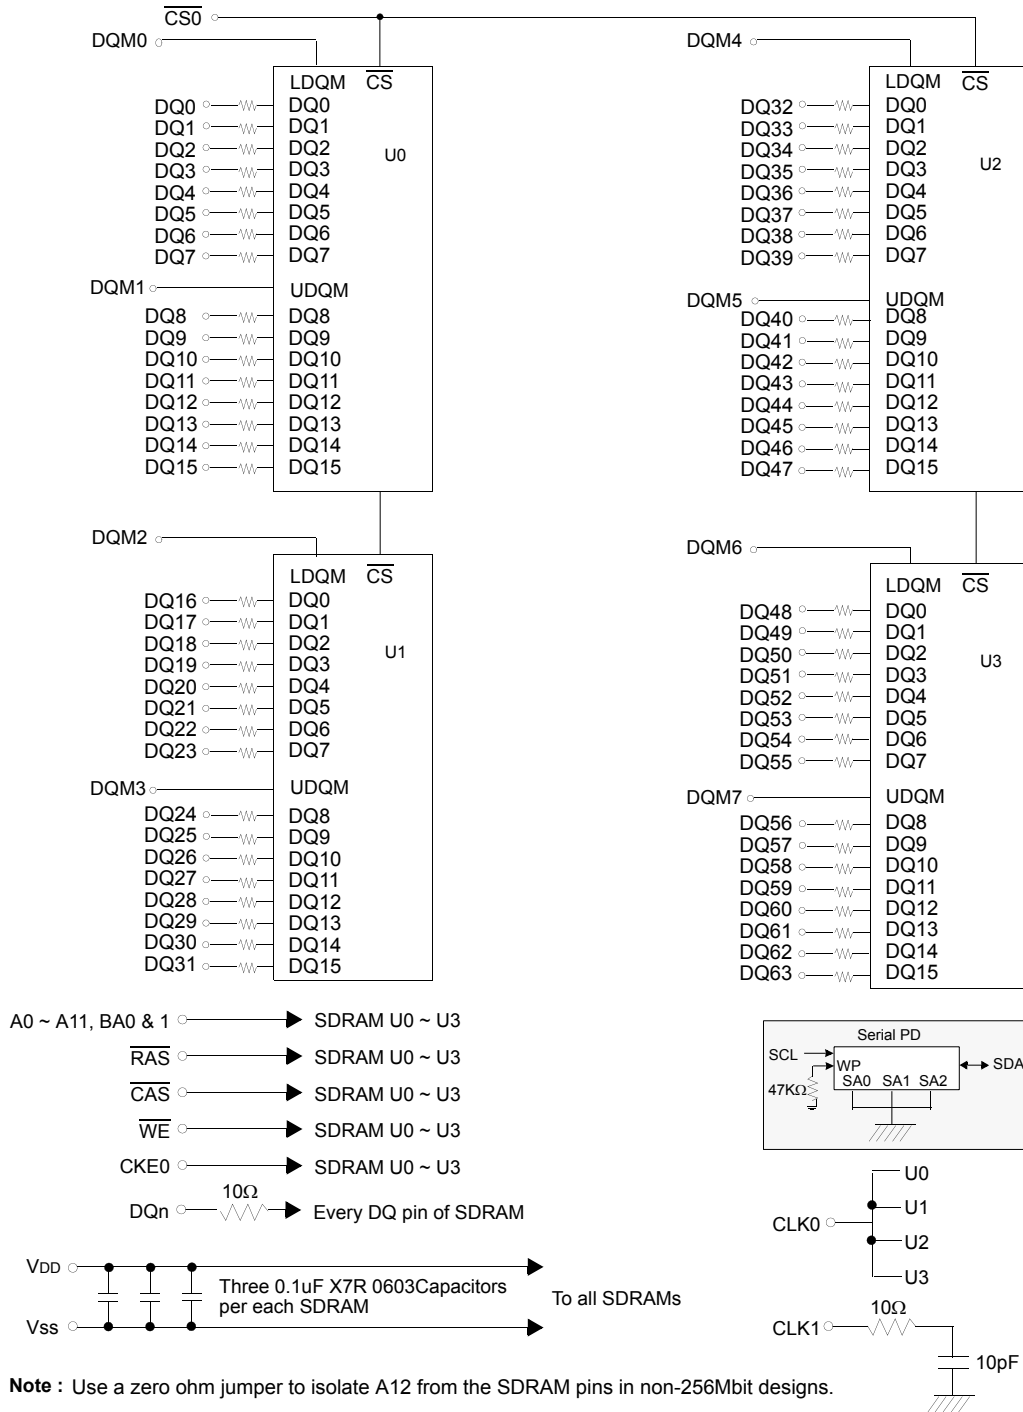 CS0
DQM0
LDQM CS
DQ0 DQ0
DQ1 DQ1
DQ2 DQ2
DQ3 DQ3
DQ4 DQ4
DQ5 DQ5
DQ6 DQ6
DQ7 DQ7
U0
DQM1 UDQM
DQ8 DQ8
DQ9 DQ9
DQ10 DQ10
DQ11 DQ11
DQ12 DQ12
DQ13 DQ13
DQ14 DQ14
DQ15 DQ15
DQM2
LDQM CS
DQ16 DQ0
DQ17 DQ1
DQ18 DQ2
DQ19 DQ3
DQ20 DQ4
DQ21 DQ5
DQ22 DQ6
DQ23 DQ7
U1
DQM3 UDQM
DQ24 DQ8
DQ25 DQ9
DQ26 DQ10
DQ27 DQ11
DQ28 DQ12
DQ29 DQ13
DQ30 DQ14
DQ31 DQ15
DQM4
LDQM CS
DQ32 DQ0
DQ33 DQ1
DQ34 DQ2
DQ35 DQ3
DQ36 DQ4
DQ37 DQ5
DQ38 DQ6
DQ39 DQ7
U2
DQM5 UDQM
DQ40 DQ8
DQ41 DQ9
DQ42 DQ10
DQ43 DQ11
DQ44 DQ12
DQ45 DQ13
DQ46 DQ14
DQ47 DQ15
DQM6
LDQM CS
DQ48 DQ0
DQ49 DQ1
DQ50 DQ2
DQ51 DQ3
DQ52 DQ4
DQ53 DQ5
DQ54 DQ6
DQ55 DQ7
U3
DQM7 UDQM
DQ56 DQ8
DQ57 DQ9
DQ58 DQ10
DQ59 DQ11
DQ60 DQ12
DQ61 DQ13
DQ62 DQ14
DQ63 DQ15
A0 ~ A11, BA0 & 1 SDRAM U0 ~ U3
RAS SDRAM U0 ~ U3
CAS SDRAM U0 ~ U3
WE SDRAM U0 ~ U3
CKE0 SDRAM U0 ~ U3
10Ω
DQn Every DQ pin of SDRAM
VDD
Three 0.1uF X7R 0603Capacitors
per each SDRAM
To all SDRAMs
Vss
Serial PD
SCL
WP
SDA
47KΩ
SA0 SA1 SA2
U0
U1
CLK0
U2
U3
10Ω
CLK1
10pF
Note : Use a zero ohm jumper to isolate A12 from the SDRAM pins in non-256Mbit designs.